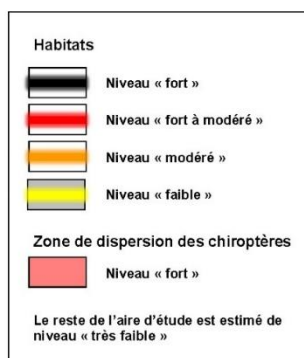 Habitats
Niveau « fort »
Niveau « fort à modéré »
Niveau « modéré »
Niveau « faible »
Zone de dispersion des chiroptères
Niveau « fort »
Le reste de l'aire d'étude est estimé de
niveau « très faible »